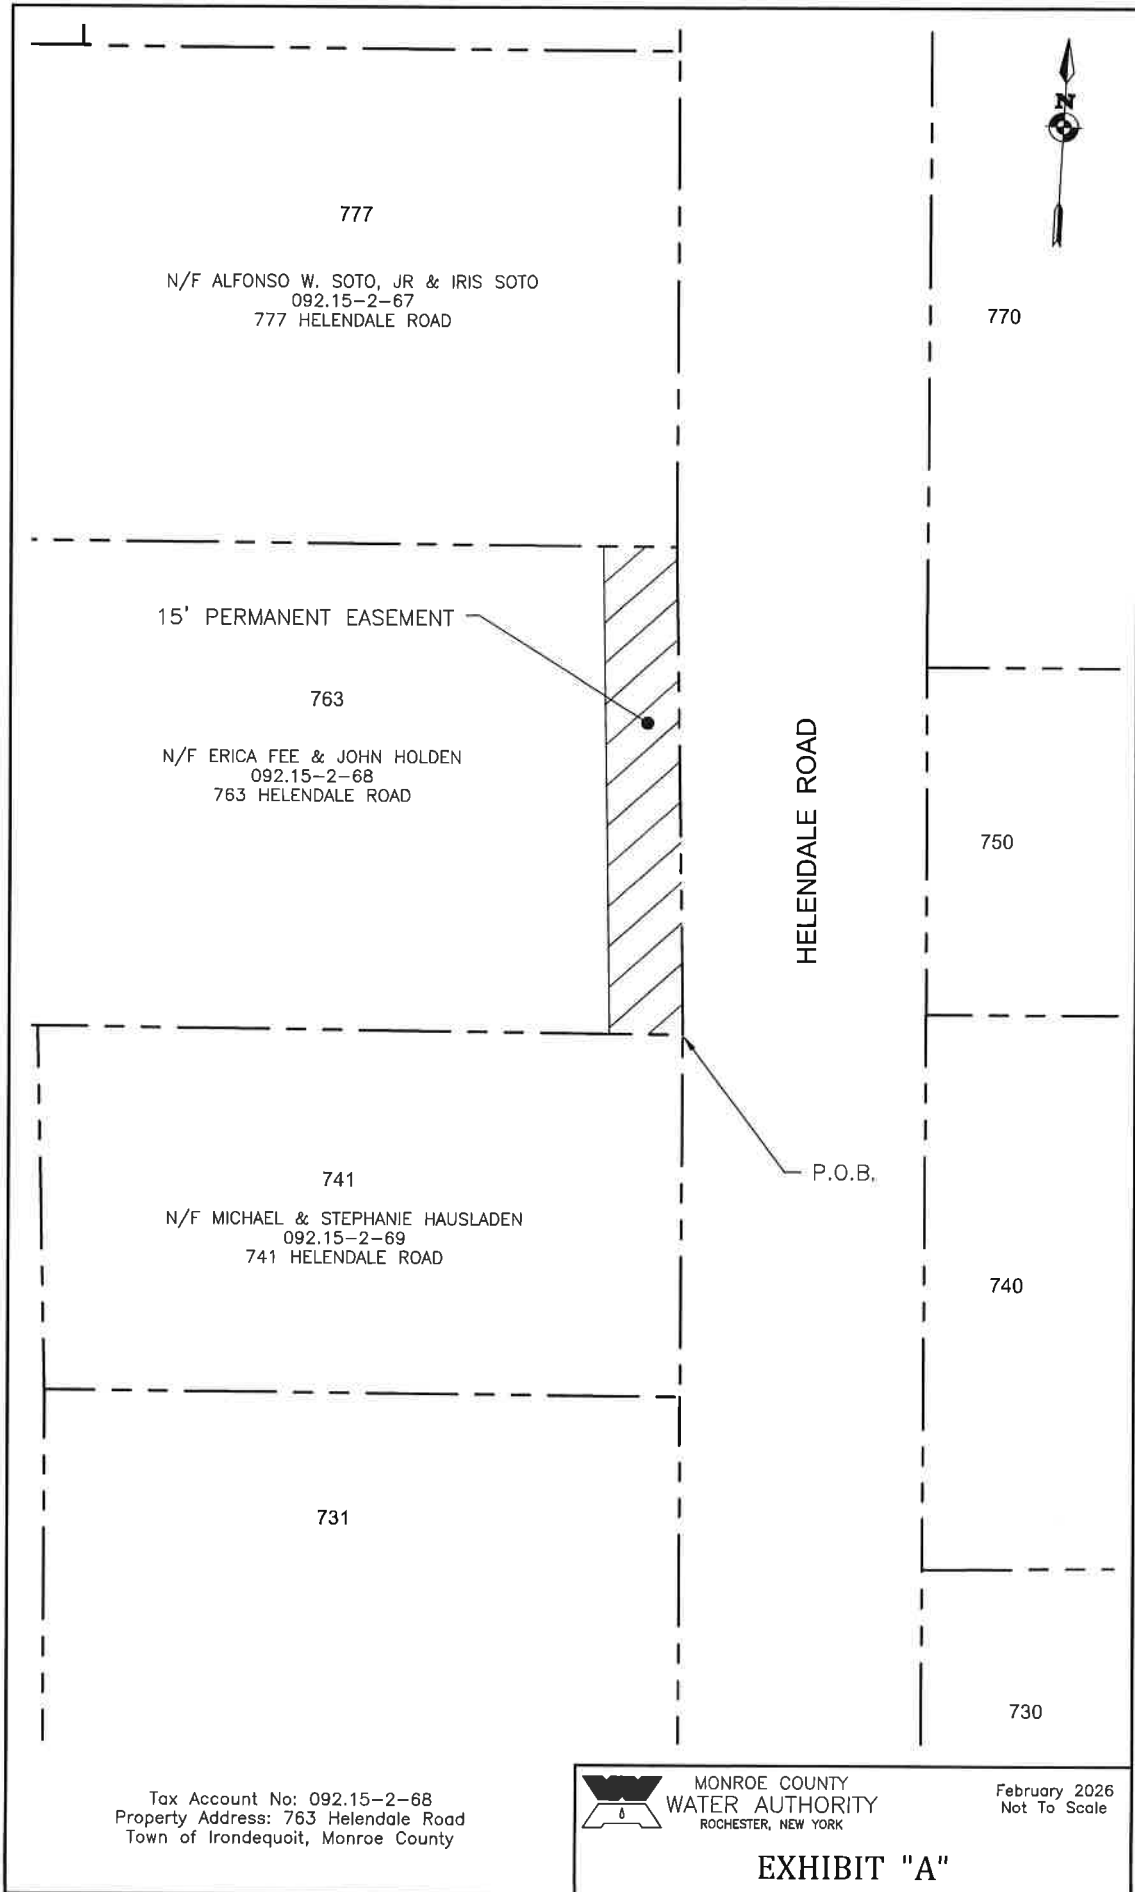 N
777
N/F ALFONSO W. SOTO, JR & IRIS SOTO
092.15-2-67
777 HELENDALE ROAD
770
15' PERMANENT EASEMENT
763
N/F ERICA FEE & JOHN HOLDEN
092.15-2-68
763 HELENDALE ROAD
HELENDALE ROAD
750
P.O.B.
741
N/F MICHAEL & STEPHANIE HAUSLADEN
092.15-2-69
741 HELENDALE ROAD
740
731
730
Tax Account No: 092.15-2-68
Property Address: 763 Helendale Road
Town of Irondequoit, Monroe County
MONROE COUNTY
WATER AUTHORITY
ROCHESTER, NEW YORK
February 2026
Not To Scale
EXHIBIT "A"